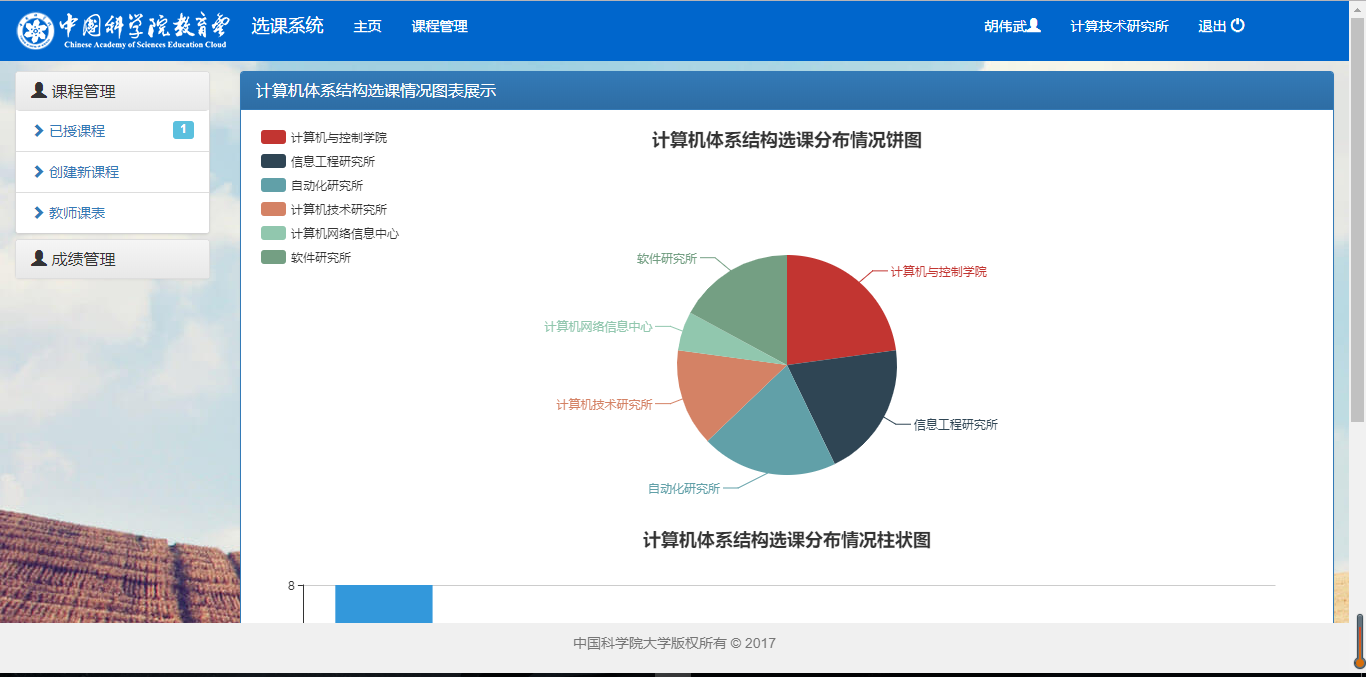 中国科学院教育云
Chinese Academy of Sciences Education Cloud
选课系统 主页 课程管理 胡伟武 计算技术研究所 退出
课程管理
已授课程 1
创建新课程
教师课表
成绩管理
计算机体系结构选课情况图表展示
计算机与控制学院
信息工程研究所
自动化研究所
计算机技术研究所
计算机网络信息中心
软件研究所
计算机体系结构选课分布情况饼图
软件研究所
计算机与控制学院
计算机网络信息中心
计算机技术研究所
信息工程研究所
自动化研究所
计算机体系结构选课分布情况柱状图
8
中国科学院大学版权所有 © 2017